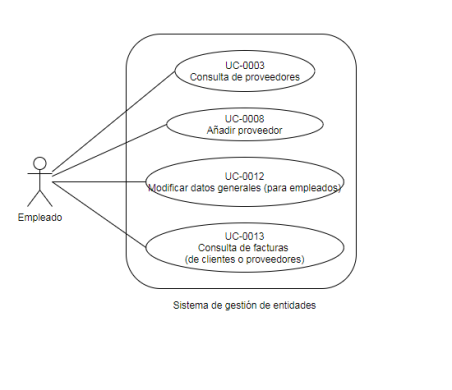 UC-0003
Consulta de proveedores
UC-0008
Añadir proveedor
UC-0012
Modificar datos generales (para empleados)
Empleado
UC-0013
Consulta de facturas
(de clientes o proveedores)
Sistema de gestión de entidades